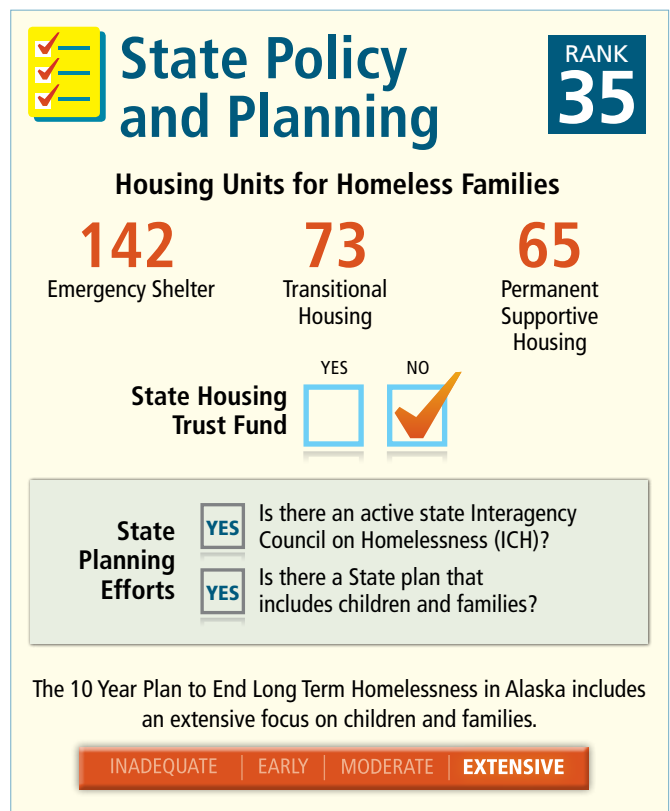 State Policy
and Planning
RANK
35
Housing Units for Homeless Families
142
Emergency Shelter
73
Transitional
Housing
65
Permanent
Supportive
Housing
YES NO
State Housing
Trust Fund
State
Planning
Efforts
YES
Is there an active state Interagency
Council on Homelessness (ICH)?
YES
Is there a State plan that
includes children and families?
The 10 Year Plan to End Long Term Homelessness in Alaska includes
an extensive focus on children and families.
INADEQUATE | EARLY | MODERATE | EXTENSIVE